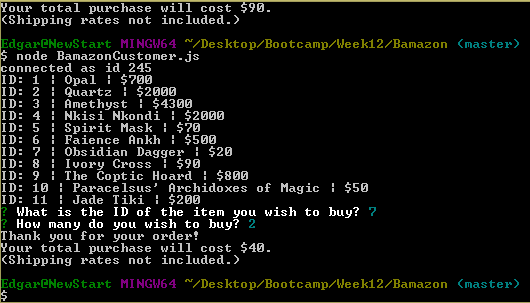 Your total purchase will cost $90.
(Shipping rates not included.)
Edgar@NewStart MINGW64 ~/Desktop/Bootcamp/Week12/Bamazon (master)
$ node BamazonCustomer.js
connected as id 245
ID: 1 | Opal | $700
ID: 2 | Quartz | $2000
ID: 3 | Amethyst | $4300
ID: 4 | Nkisi Nkondi | $2000
ID: 5 | Spirit Mask | $70
ID: 6 | Faience Ankh | $500
ID: 7 | Obsidian Dagger | $20
ID: 8 | Ivory Cross | $90
ID: 9 | The Coptic Hoard | $800
ID: 10 | Paracelsus' Archidoxes of Magic | $50
ID: 11 | Jade Tiki | $200
? What is the ID of the item you wish to buy? 7
? How many do you wish to buy? 2
Thank you for your order!
Your total purchase will cost $40.
(Shipping rates not included.)
Edgar@NewStart MINGW64 ~/Desktop/Bootcamp/Week12/Bamazon (master)
$